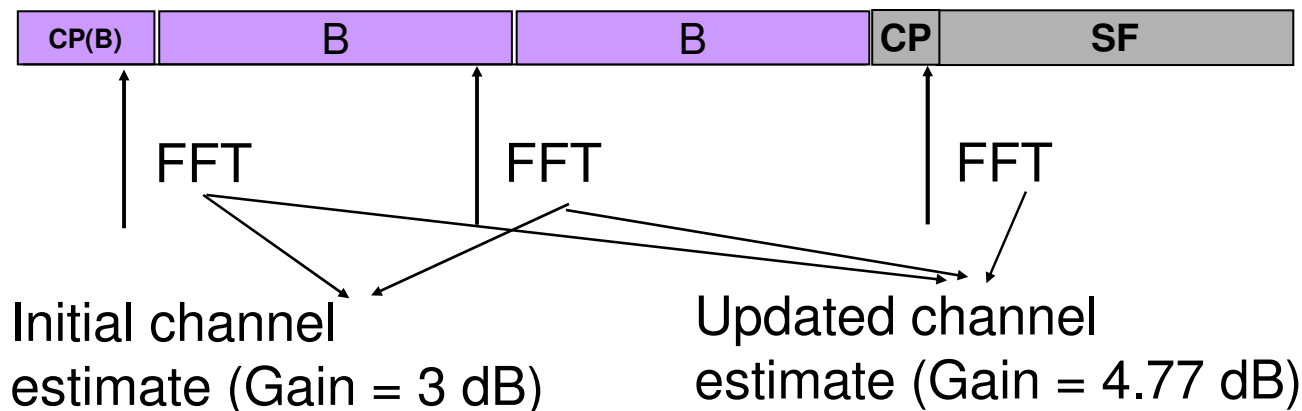 CP(B) B B CP SF
FFT FFT FFT
Initial channel
estimate (Gain = 3 dB)
Updated channel
estimate (Gain = 4.77 dB)